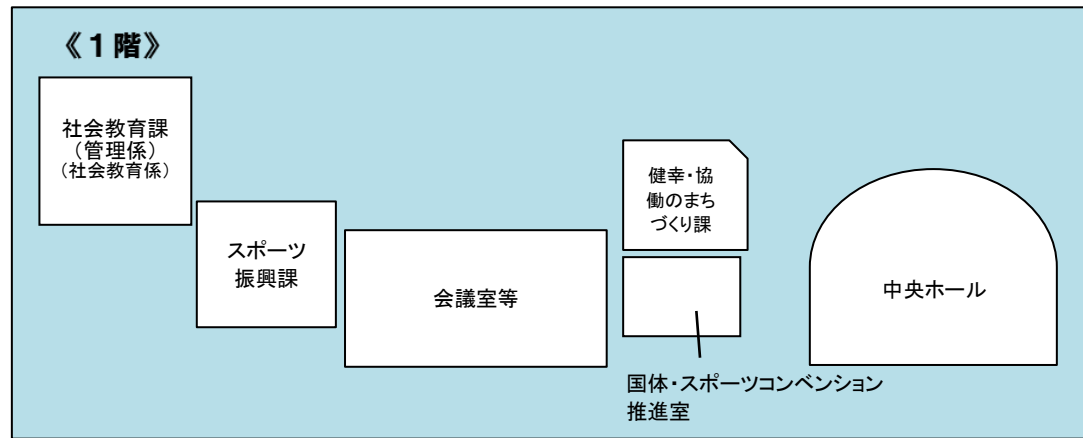 《１階》
社会教育課
（管理係）
（社会教育係）
スポーツ
振興課
会議室等
健幸・協
働のまち
づくり課
国体・スポーツコンベンション
推進室
中央ホール